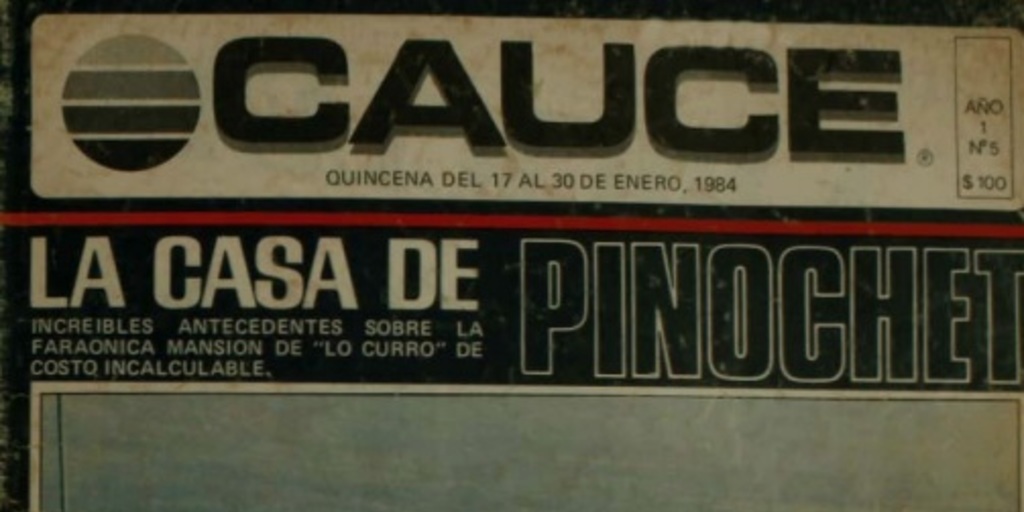 CAUCE ®
AÑO
1
Nº5
$100
QUINCENA DEL 17 AL 30 DE ENERO, 1984
LA CASA DE PINOCHET
INCREIBLES ANTECEDENTES SOBRE LA
FARAONICA MANSION DE "LO CURRO" DE
COSTO INCALCULABLE.